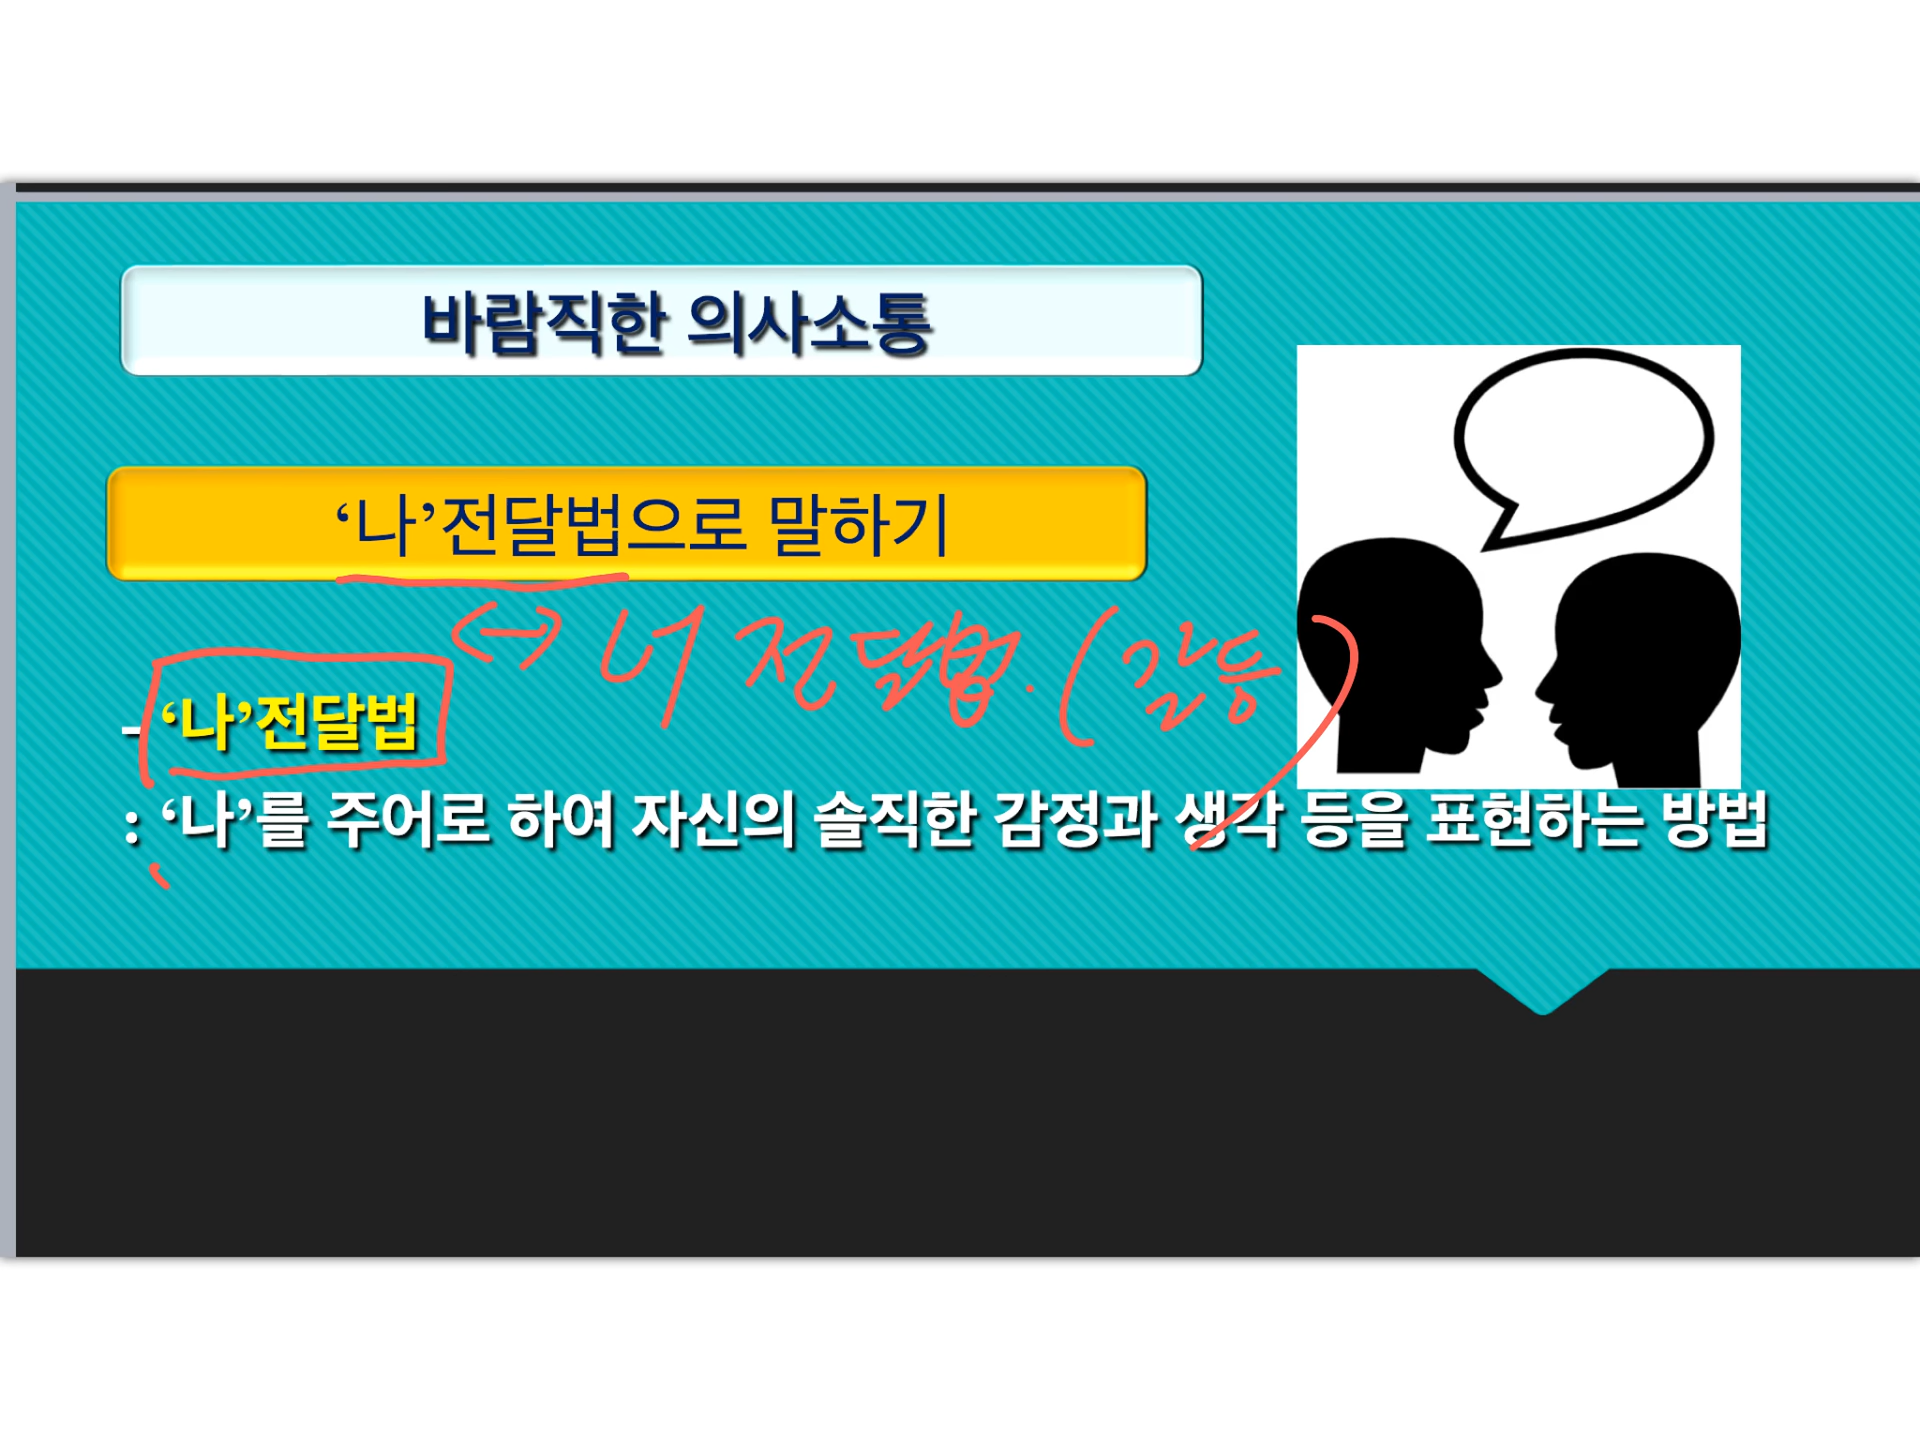 바람직한 의사소통
‘나’전달법으로 말하기
↔ 너 전달법. (갈등)
- ‘나’전달법
: ‘나’를 주어로 하여 자신의 솔직한 감정과 생각 등을 표현하는 방법